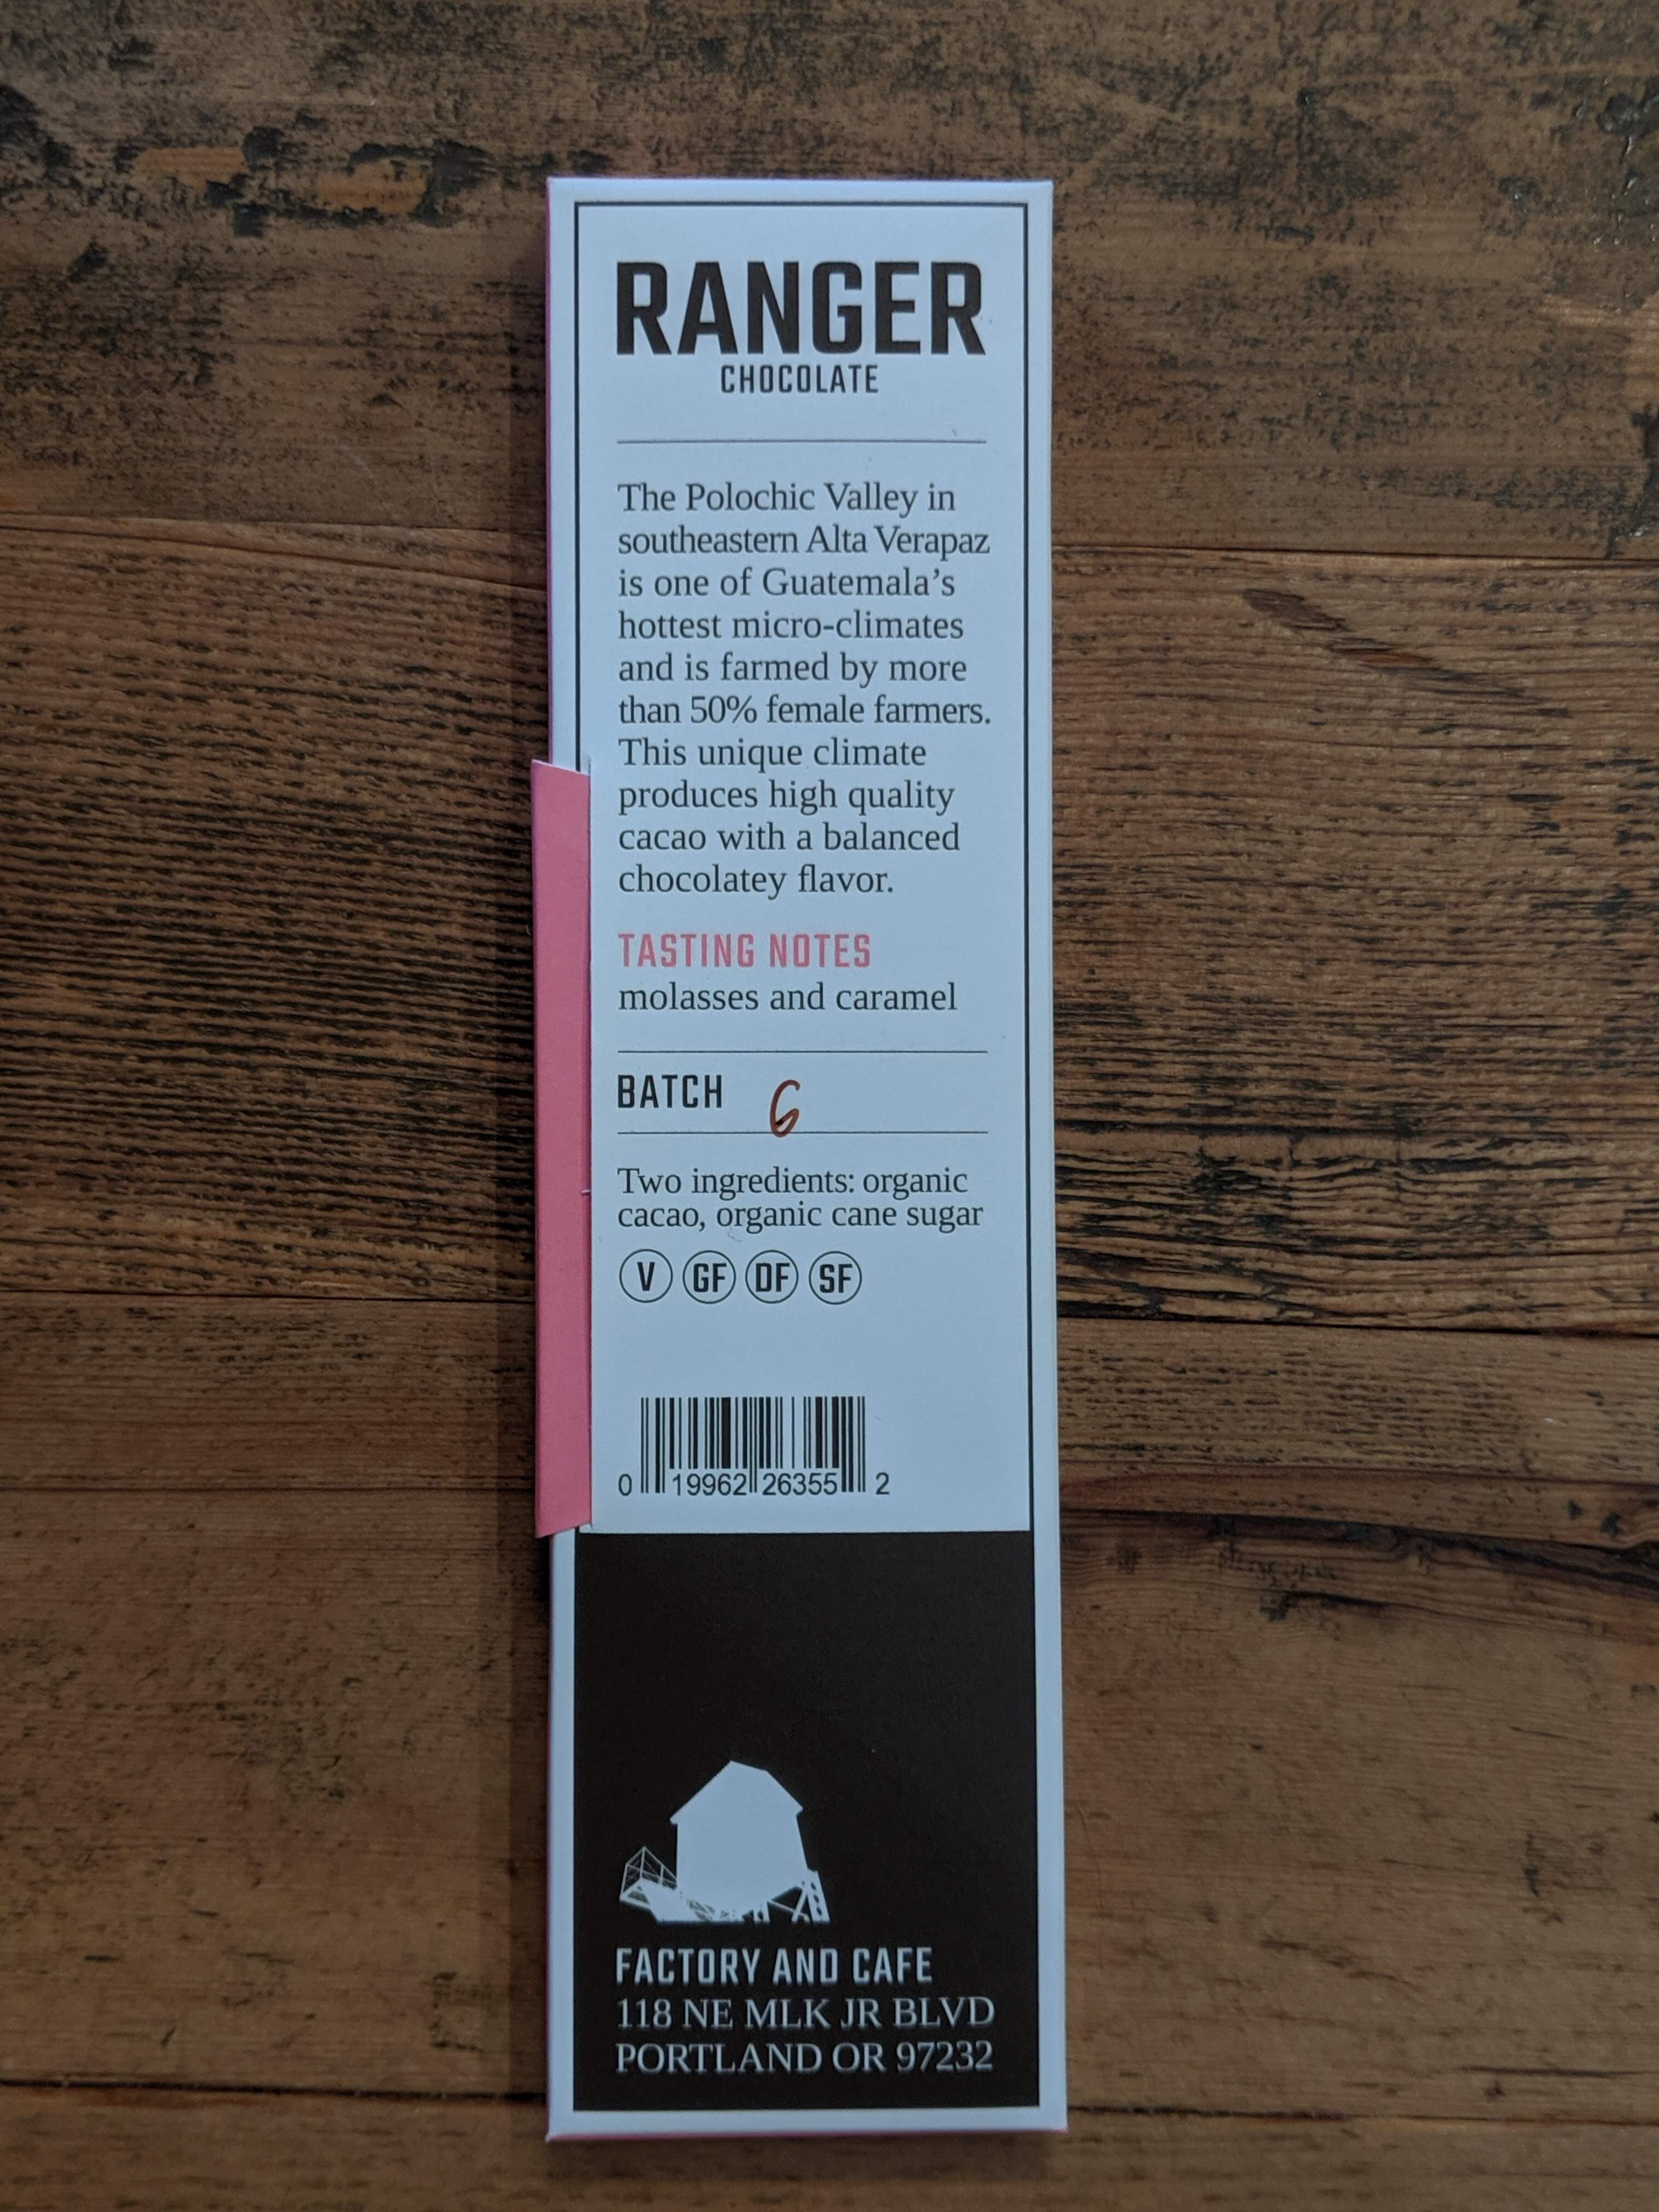 RANGER
CHOCOLATE
The Polochic Valley in
southeastern Alta Verapaz
is one of Guatemala’s
hottest micro-climates
and is farmed by more
than 50% female farmers.
This unique climate
produces high quality
cacao with a balanced
chocolatey flavor.
TASTING NOTES
molasses and caramel
BATCH 6
Two ingredients: organic
cacao, organic cane sugar
V GF DF SF
0 19962 26355 2
FACTORY AND CAFE
118 NE MLK JR BLVD
PORTLAND OR 97232